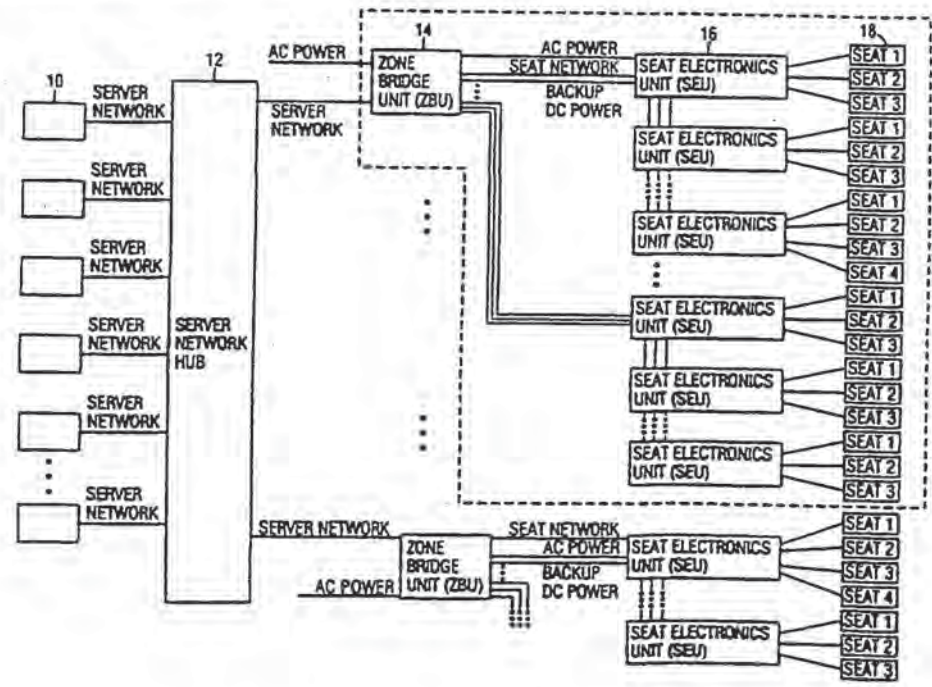 10
SERVER
NETWORK
SERVER
NETWORK
SERVER
NETWORK
SERVER
NETWORK
SERVER
NETWORK
SERVER
NETWORK
12
SERVER
NETWORK
HUB
AC POWER
SERVER
NETWORK
14
ZONE
BRIDGE
UNIT (ZBU)
AC POWER
SEAT NETWORK
BACKUP
DC POWER
16
SEAT ELECTRONICS
UNIT (SEU)
18
SEAT 1
SEAT 2
SEAT 3
SEAT ELECTRONICS
UNIT (SEU)
SEAT 1
SEAT 2
SEAT 3
SEAT ELECTRONICS
UNIT (SEU)
SEAT 1
SEAT 2
SEAT 3
SEAT 4
SEAT ELECTRONICS
UNIT (SEU)
SEAT 1
SEAT 2
SEAT 3
SEAT ELECTRONICS
UNIT (SEU)
SEAT 1
SEAT 2
SEAT 3
SEAT ELECTRONICS
UNIT (SEU)
SEAT 1
SEAT 2
SEAT 3
SERVER NETWORK
AC POWER
ZONE
BRIDGE
UNIT (ZBU)
SEAT NETWORK
AC POWER
BACKUP
DC POWER
SEAT ELECTRONICS
UNIT (SEU)
SEAT 1
SEAT 2
SEAT 3
SEAT 4
SEAT ELECTRONICS
UNIT (SEU)
SEAT 1
SEAT 2
SEAT 3